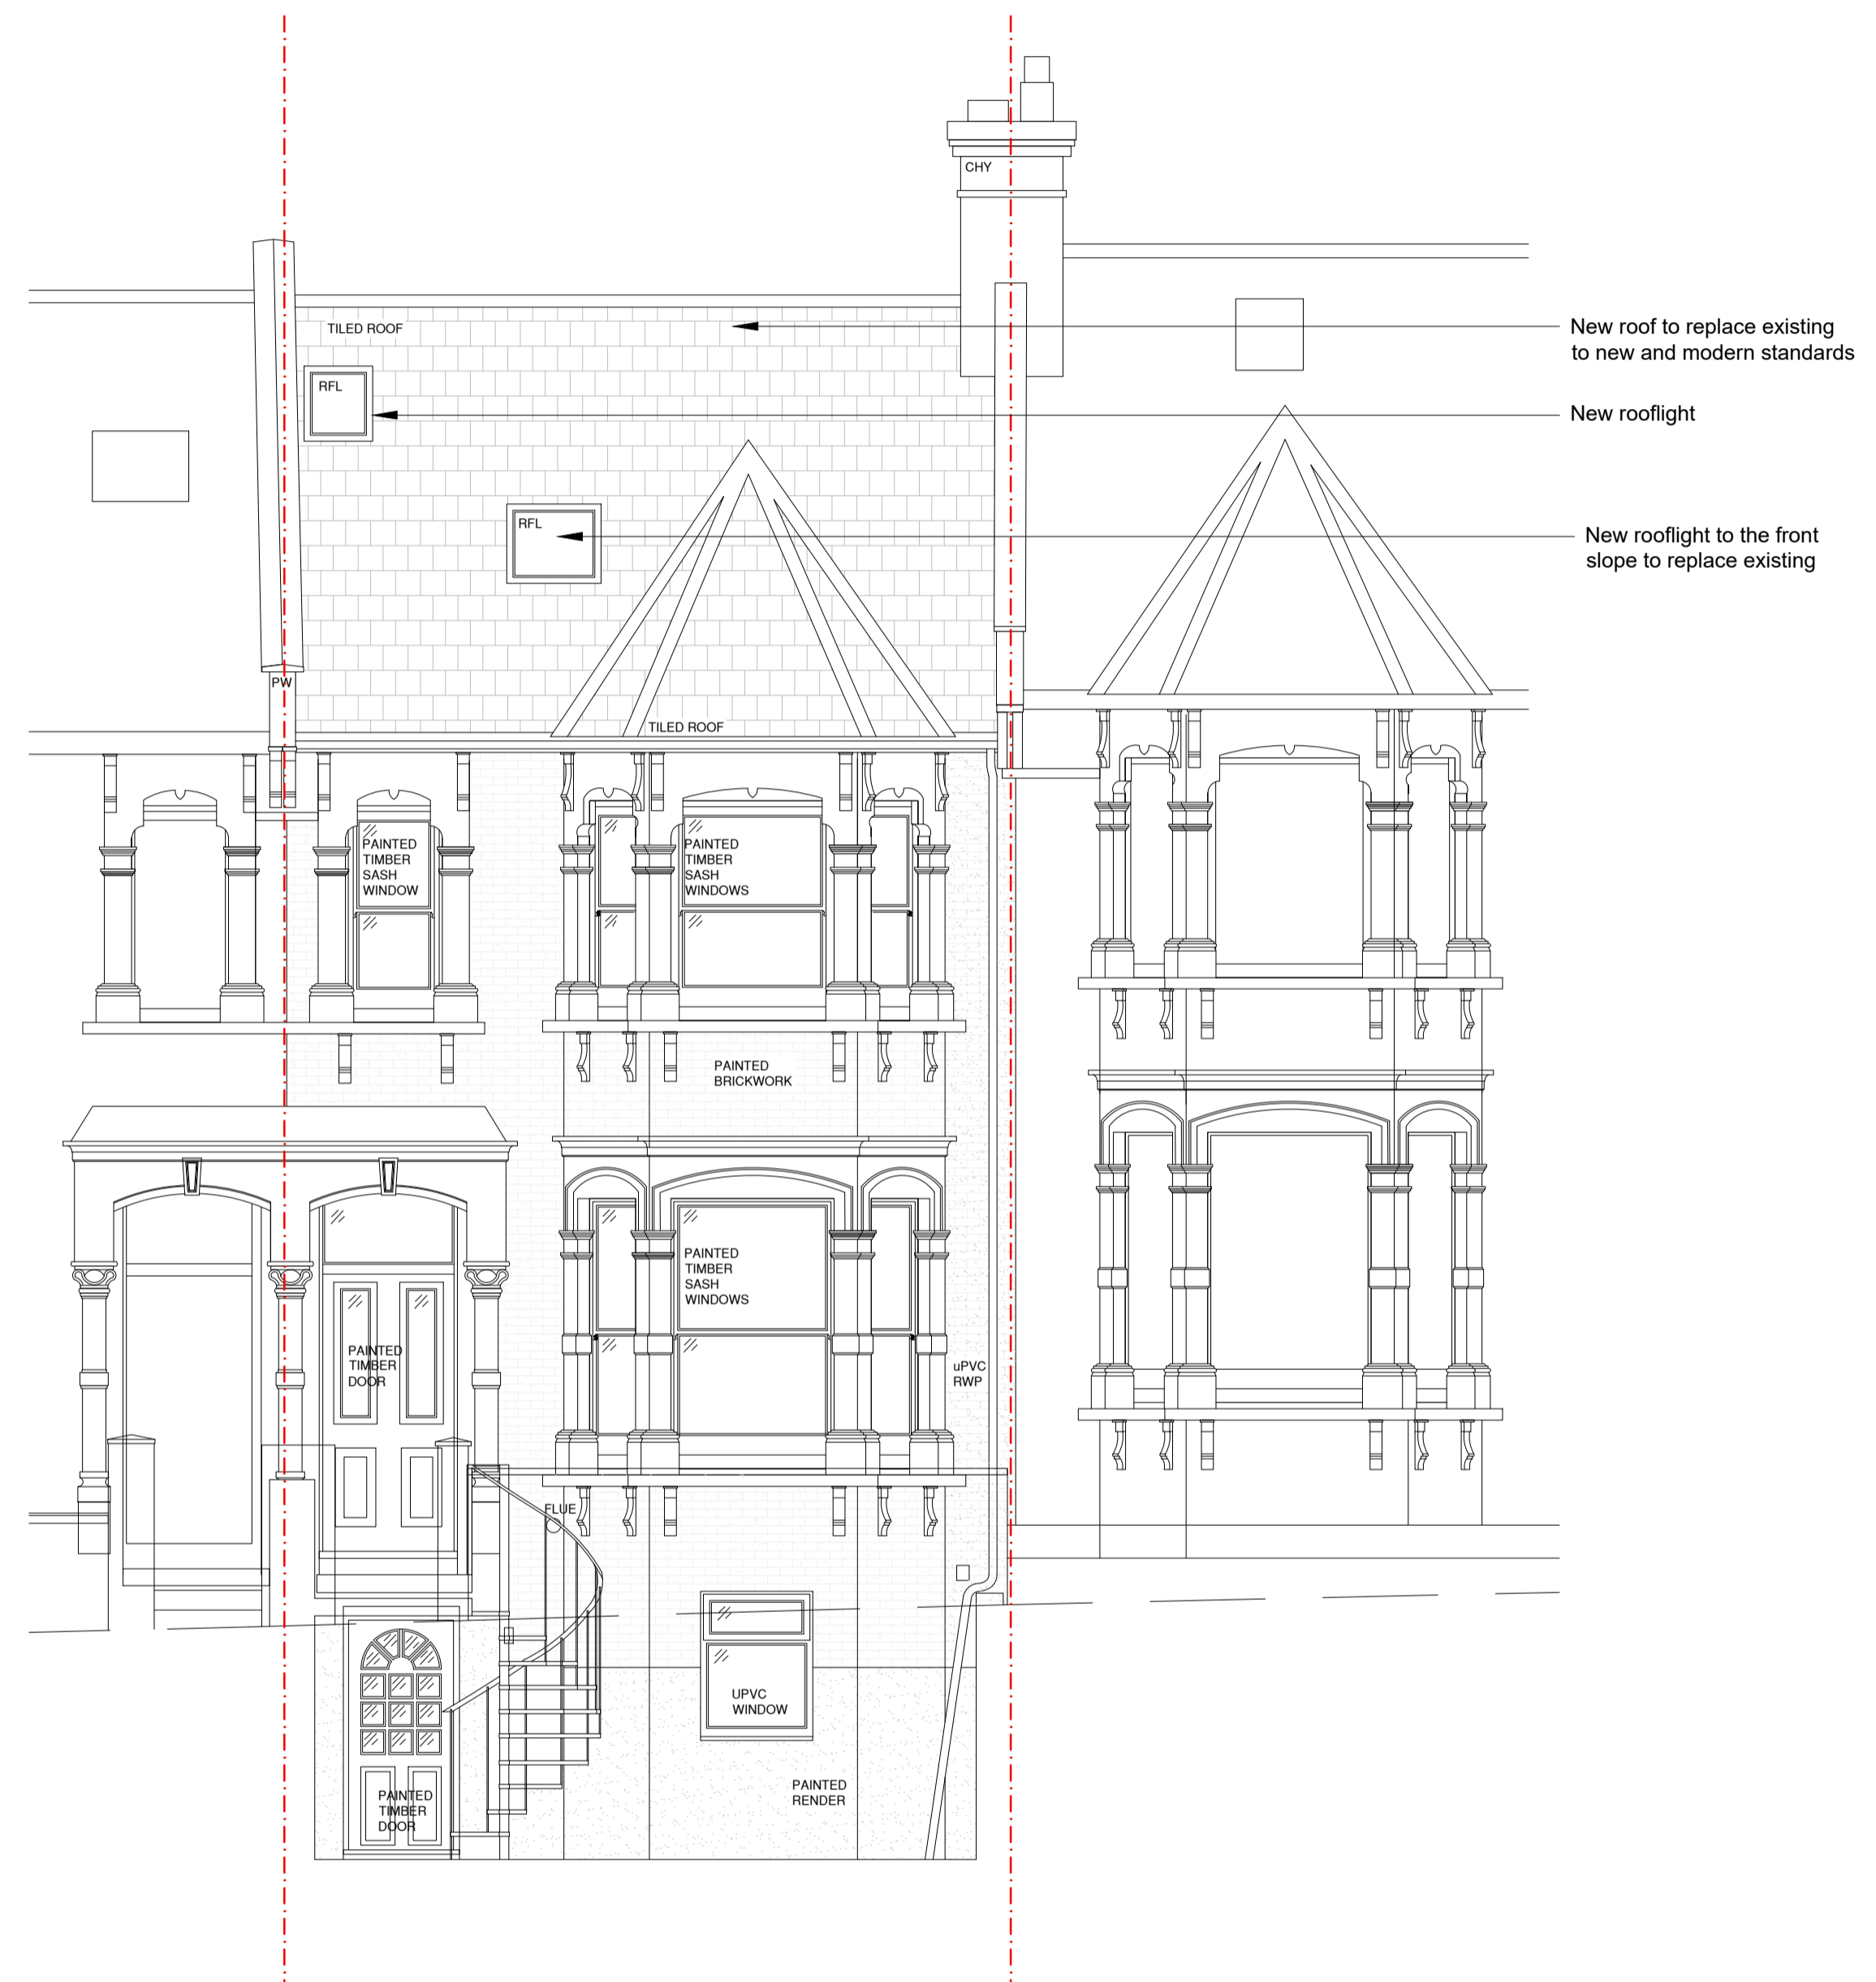 CHY
New roof to replace existing
to new and modern standards
TILED ROOF
RFL
New rooflight
RFL
New rooflight to the front
slope to replace existing
PW
TILED ROOF
PAINTED
TIMBER
SASH
WINDOW
PAINTED
TIMBER
SASH
WINDOWS
PAINTED
BRICKWORK
PAINTED
TIMBER
SASH
WINDOWS
PAINTED
TIMBER
DOOR
uPVC
RWP
FLUE
UPVC
WINDOW
PAINTED
RENDER
PAINTED
TIMBER
DOOR